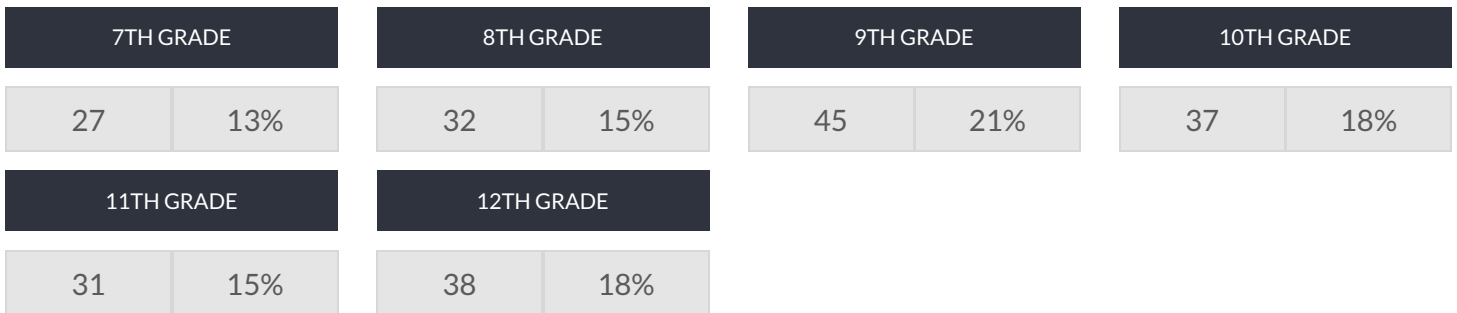 7TH GRADE 8TH GRADE 9TH GRADE 10TH GRADE
27 13% 32 15% 45 21% 37 18%
11TH GRADE 12TH GRADE
31 15% 38 18%